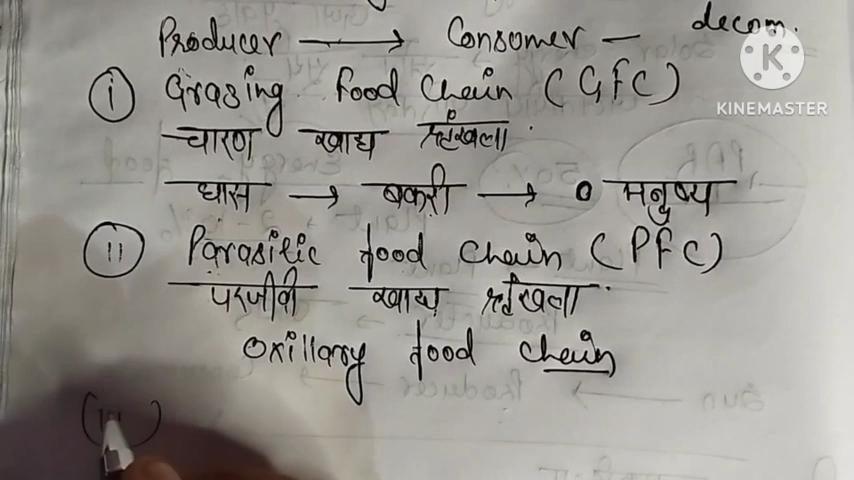 Producer → Consomer — decom.
KINEMASTER
(i) Grasing food Chain (GFC)
चारण खाद्य श्रृंखला
घास → बकरी → मनुष्य
(ii) Parasitic food Chain (PFC)
परजीवी खाद्य श्रृंखला
Oxillary food chain